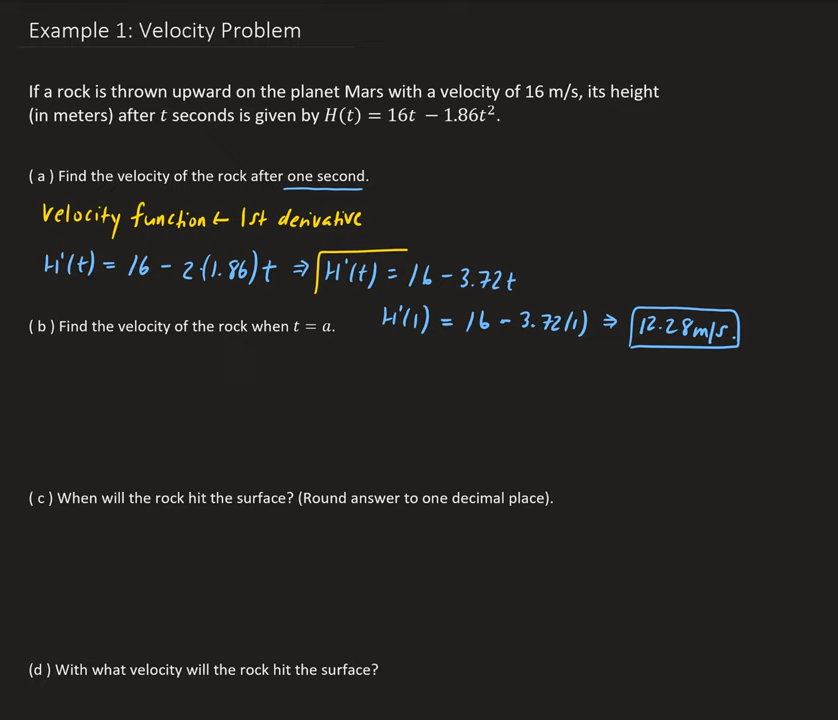 Example 1: Velocity Problem
If a rock is thrown upward on the planet Mars with a velocity of 16 m/s, its height
(in meters) after t seconds is given by H(t) = 16t − 1.86t².
( a ) Find the velocity of the rock after one second.
Velocity function ← 1st derivative
H'(t) = 16 - 2·(1.86)t ⇒ H'(t) = 16 - 3.72t
H'(1) = 16 - 3.72(1) ⇒ 12.28m/s.
( b ) Find the velocity of the rock when t = a.
( c ) When will the rock hit the surface? (Round answer to one decimal place).
(d ) With what velocity will the rock hit the surface?